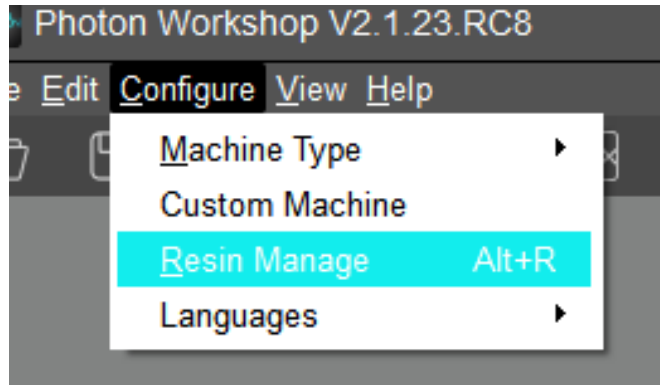 Photon Workshop V2.1.23.RC8
e Edit Configure View Help
Machine Type
Custom Machine
Resin Manage Alt+R
Languages